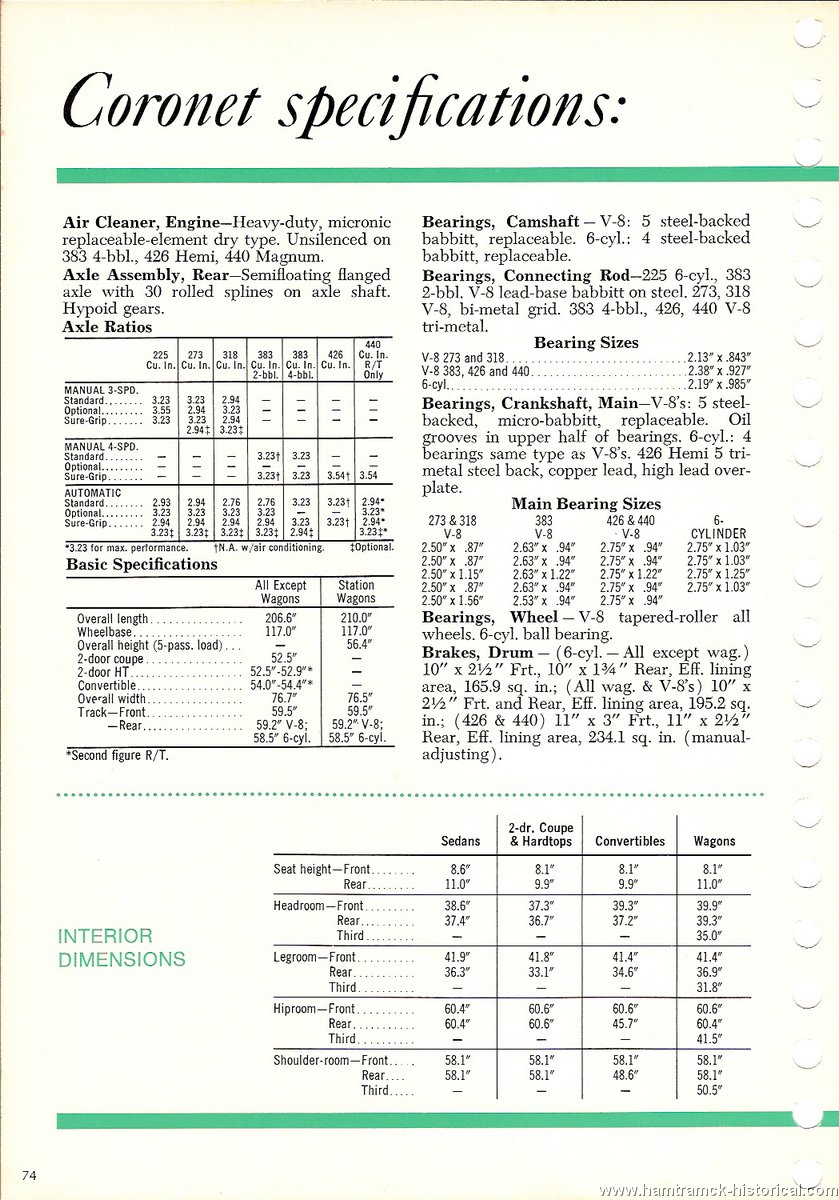 Coronet specifications:
Air Cleaner, Engine—Heavy-duty, micronic
replaceable-element dry type. Unsilenced on
383 4-bbl., 426 Hemi, 440 Magnum.
Axle Assembly, Rear—Semifloating flanged
axle with 30 rolled splines on axle shaft.
Hypoid gears.
Axle Ratios
225 Cu. In. 273 Cu. In. 318 Cu. In. 383 Cu. In. 2-bbl. 383 Cu. In. 4-bbl. 426 Cu. In. 440 Cu. In. R/T Only
MANUAL 3-SPD.
Standard........ 3.23 3.23 2.94 — — — —
Optional......... 3.55 2.94 3.23 — — — —
Sure-Grip....... 3.23 3.23 2.94 — — — —
2.94‡ 3.23‡
MANUAL 4-SPD.
Standard........ — — — 3.23† 3.23 — —
Optional......... — — — — — — —
Sure-Grip....... — — — 3.23† 3.23 3.54† 3.54
AUTOMATIC
Standard........ 2.93 2.94 2.76 2.76 3.23 3.23† 2.94*
Optional......... 3.23 3.23 3.23 3.23 — — 3.23*
Sure-Grip....... 2.94 2.94 2.94 2.94 3.23 3.23† 2.94*
3.23‡ 3.23‡ 3.23‡ 3.23‡ 2.94‡ 3.23‡*
*3.23 for max. performance. †N.A. w/air conditioning. ‡Optional.
Basic Specifications
All Except Wagons Station Wagons
Overall length................ 206.6" 210.0"
Wheelbase................... 117.0" 117.0"
Overall height (5-pass. load)... — 56.4"
2-door coupe................. 52.5" —
2-door HT................... 52.5"-52.9"* —
Convertible.................. 54.0"-54.4"* —
Overall width................. 76.7" 76.5"
Track—Front................. 59.5" 59.5"
—Rear.................. 59.2" V-8; 59.2" V-8;
58.5" 6-cyl. 58.5" 6-cyl.
*Second figure R/T.
Bearings, Camshaft – V-8: 5 steel-backed
babbitt, replaceable. 6-cyl.: 4 steel-backed
babbitt, replaceable.
Bearings, Connecting Rod—225 6-cyl., 383
2-bbl. V-8 lead-base babbitt on steel. 273, 318
V-8, bi-metal grid. 383 4-bbl., 426, 440 V-8
tri-metal.
Bearing Sizes
V-8 273 and 318...............................2.13" x .843"
V-8 383, 426 and 440..........................2.38" x .927"
6-cyl..........................................2.19" x .985"
Bearings, Crankshaft, Main—V-8's: 5 steel-
backed, micro-babbitt, replaceable. Oil
grooves in upper half of bearings. 6-cyl.: 4
bearings same type as V-8's. 426 Hemi 5 tri-
metal steel back, copper lead, high lead over-
plate.
Main Bearing Sizes
273 & 318 V-8 383 V-8 426 & 440 V-8 6-CYLINDER
2.50" x .87" 2.63" x .94" 2.75" x .94" 2.75" x 1.03"
2.50" x .87" 2.63" x .94" 2.75" x .94" 2.75" x 1.03"
2.50" x 1.15" 2.63" x 1.22" 2.75" x 1.22" 2.75" x 1.25"
2.50" x .87" 2.63" x .94" 2.75" x .94" 2.75" x 1.03"
2.50" x 1.56" 2.53" x .94" 2.75" x .94"
Bearings, Wheel – V-8 tapered-roller all
wheels. 6-cyl. ball bearing.
Brakes, Drum – (6-cyl. – All except wag.)
10" x 2½" Frt., 10" x 1¾" Rear, Eff. lining
area, 165.9 sq. in.; (All wag. & V-8's) 10" x
2½" Frt. and Rear, Eff. lining area, 195.2 sq.
in.; (426 & 440) 11" x 3" Frt., 11" x 2½"
Rear, Eff. lining area, 234.1 sq. in. (manual-
adjusting).
INTERIOR
DIMENSIONS
Sedans 2-dr. Coupe & Hardtops Convertibles Wagons
Seat height—Front........ 8.6" 8.1" 8.1" 8.1"
Rear......... 11.0" 9.9" 9.9" 11.0"
Headroom—Front......... 38.6" 37.3" 39.3" 39.9"
Rear.......... 37.4" 36.7" 37.2" 39.3"
Third......... — — — 35.0"
Legroom—Front.......... 41.9" 41.8" 41.4" 41.4"
Rear........... 36.3" 33.1" 34.6" 36.9"
Third.......... — — — 31.8"
Hiproom—Front.......... 60.4" 60.6" 60.6" 60.6"
Rear........... 60.4" 60.6" 45.7" 60.4"
Third.......... — — — 41.5"
Shoulder-room—Front..... 58.1" 58.1" 58.1" 58.1"
Rear.... 58.1" 58.1" 48.6" 58.1"
Third..... — — — 50.5"
74
www.hamtramck-historical.com